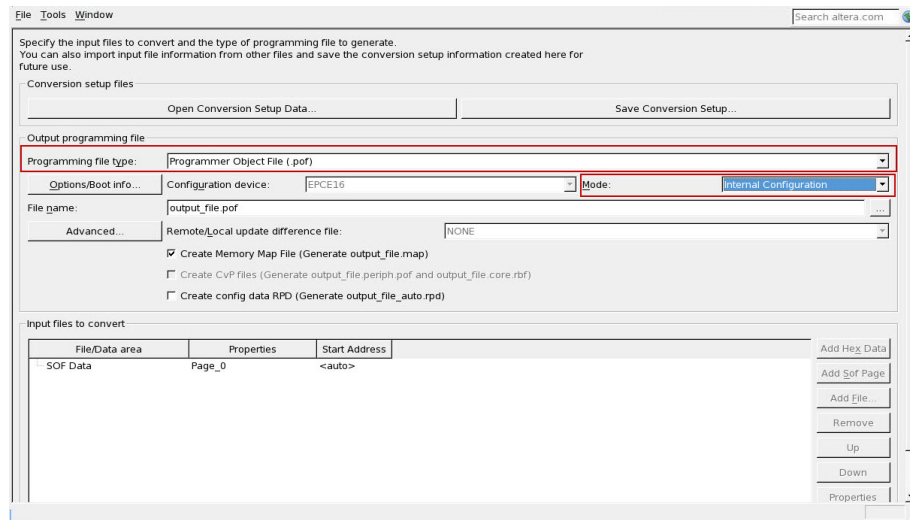 File Tools Window
Search altera.com
Specify the input files to convert and the type of programming file to generate.
You can also import input file information from other files and save the conversion setup information created here for
future use.
Conversion setup files
Open Conversion Setup Data... Save Conversion Setup...
Output programming file
Programming file type: Programmer Object File (.pof)
Options/Boot info... Configuration device: EPCE16 Mode: Internal Configuration
File name: output_file.pof ...
Advanced... Remote/Local update difference file: NONE
Create Memory Map File (Generate output_file.map)
Create CvP files (Generate output_file.periph.pof and output_file.core.rbf)
Create config data RPD (Generate output_file_auto.rpd)
Input files to convert
File/Data area Properties Start Address
SOF Data Page_0 <auto>
Add Hex Data
Add Sof Page
Add File...
Remove
Up
Down
Properties